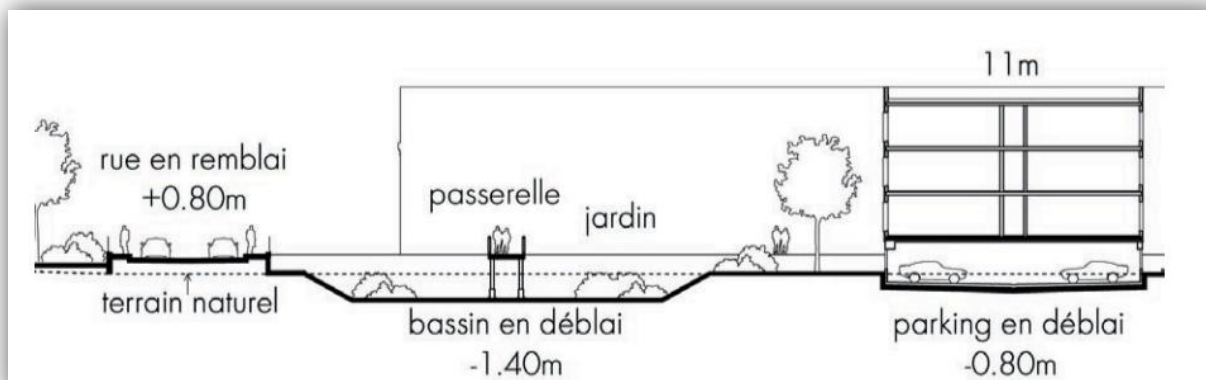 11m
rue en remblai
+0.80m
passerelle
jardin
terrain naturel
bassin en déblai
-1.40m
parking en déblai
-0.80m